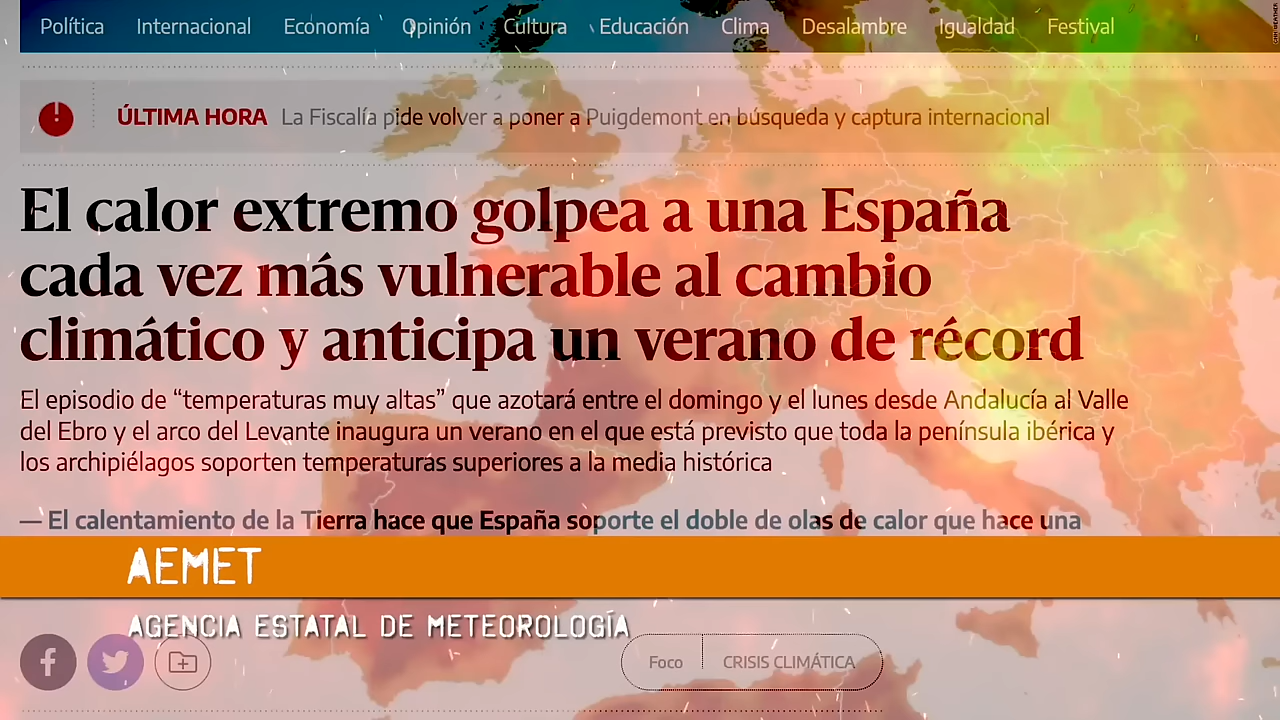 Política Internacional Economía Opinión Cultura Educación Clima Desalambre Igualdad Festival
ÚLTIMA HORA La Fiscalía pide volver a poner a Puigdemont en búsqueda y captura internacional
El calor extremo golpea a una España
cada vez más vulnerable al cambio
climático y anticipa un verano de récord
El episodio de “temperaturas muy altas” que azotará entre el domingo y el lunes desde Andalucía al Valle
del Ebro y el arco del Levante inaugura un verano en el que está previsto que toda la península ibérica y
los archipiélagos soporten temperaturas superiores a la media histórica
— El calentamiento de la Tierra hace que España soporte el doble de olas de calor que hace una
AEMET
AGENCIA ESTATAL DE METEOROLOGÍA
Foco CRISIS CLIMÁTICA